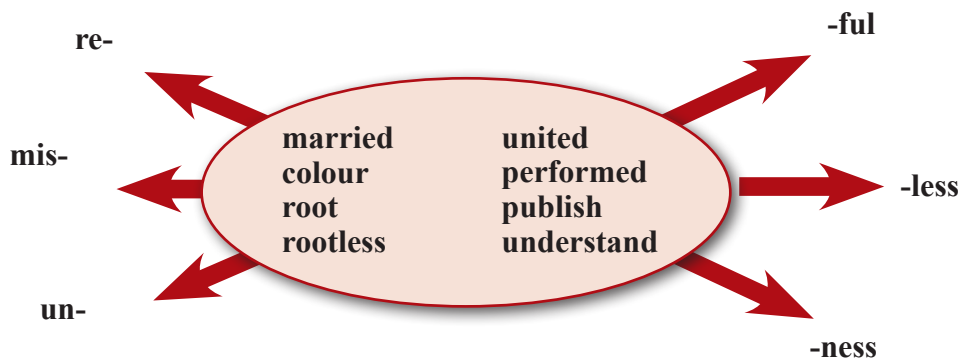 re-
mis-
un-
married
colour
root
rootless
united
performed
publish
understand
-ful
-less
-ness